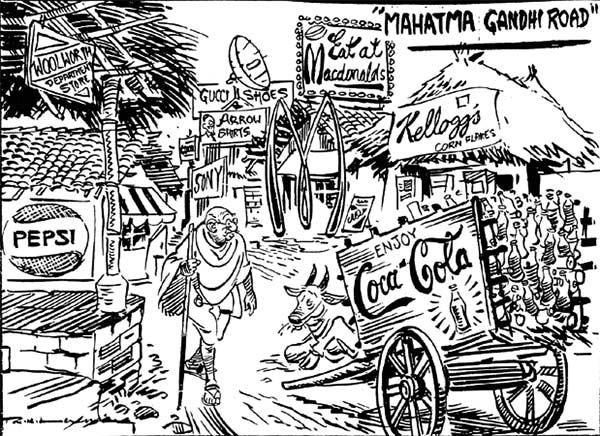 "MAHATMA GANDHI ROAD"
WOOLWORTH
DEPARTMENT
STORE
Eat at
Macdonalds
GUCCI SHOES
ARROW
SHIRTS
Kellogg's
CORN FLAKES
SONY
PEPSI
ENJOY
Coca-Cola